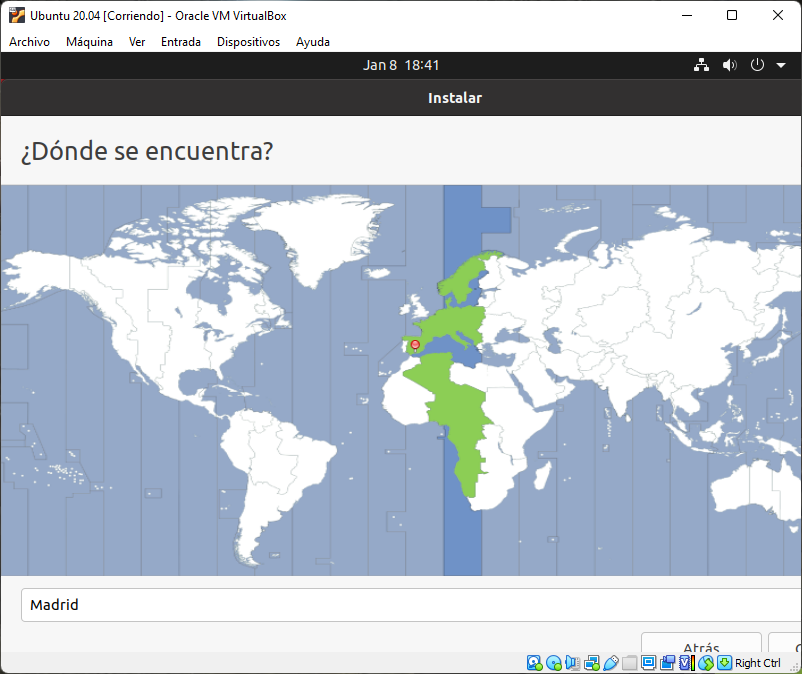 Ubuntu 20.04 [Corriendo] - Oracle VM VirtualBox
Archivo Máquina Ver Entrada Dispositivos Ayuda
Jan 8 18:41
Instalar
¿Dónde se encuentra?
Madrid
Atrás
Right Ctrl